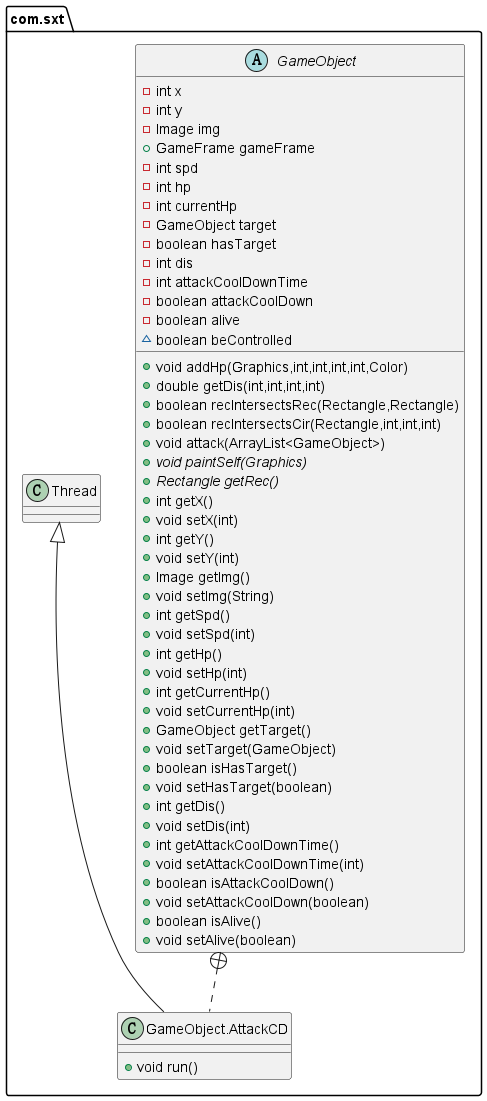 com.sxt
A GameObject
int x
int y
Image img
GameFrame gameFrame
int spd
int hp
int currentHp
GameObject target
boolean hasTarget
int dis
int attackCoolDownTime
boolean attackCoolDown
boolean alive
boolean beControlled
void addHp(Graphics,int,int,int,int,Color)
double getDis(int,int,int,int)
boolean recIntersectsRec(Rectangle,Rectangle)
boolean recIntersectsCir(Rectangle,int,int,int)
void attack(ArrayList<GameObject>)
void paintSelf(Graphics)
Rectangle getRec()
int getX()
void setX(int)
int getY()
void setY(int)
Image getImg()
void setImg(String)
int getSpd()
void setSpd(int)
int getHp()
void setHp(int)
int getCurrentHp()
void setCurrentHp(int)
GameObject getTarget()
void setTarget(GameObject)
boolean isHasTarget()
void setHasTarget(boolean)
int getDis()
void setDis(int)
int getAttackCoolDownTime()
void setAttackCoolDownTime(int)
boolean isAttackCoolDown()
void setAttackCoolDown(boolean)
boolean isAlive()
void setAlive(boolean)
C Thread
C GameObject.AttackCD
void run()